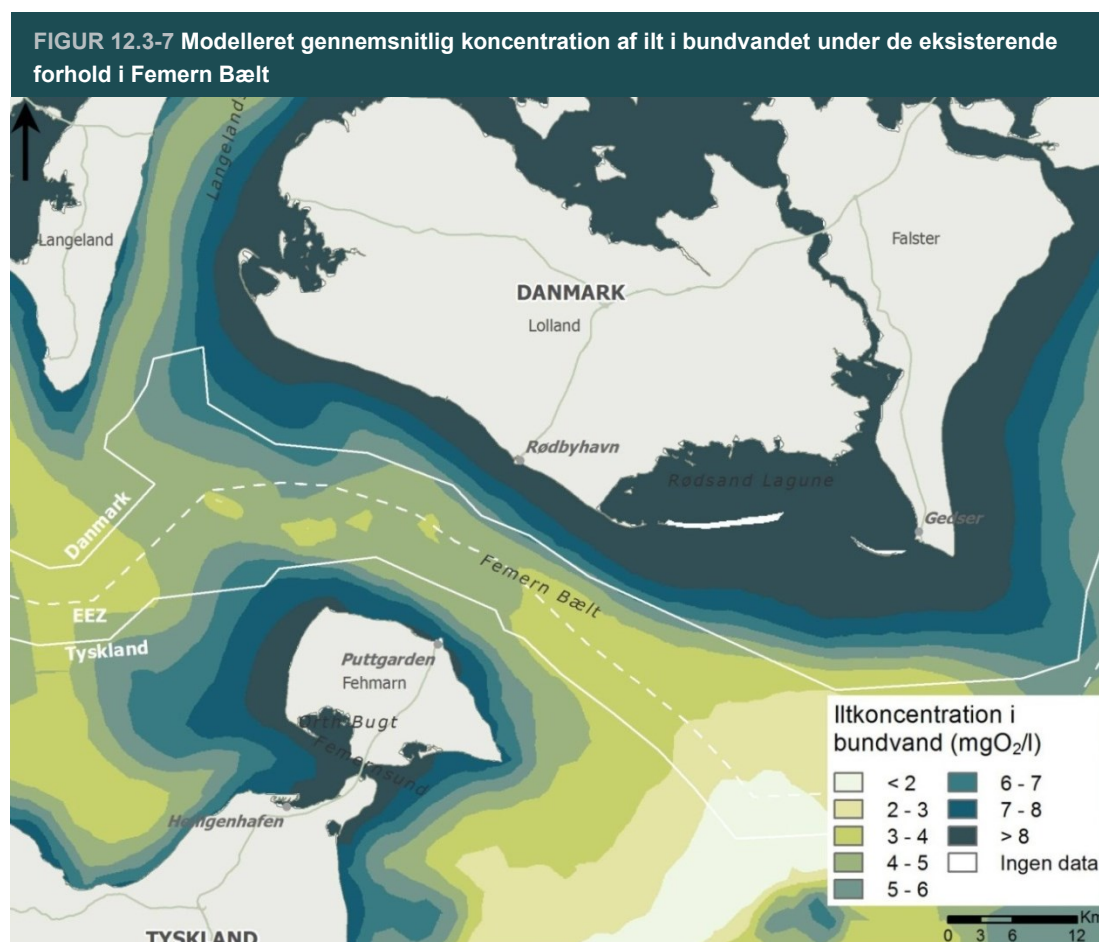 FIGUR 12.3-7 Modelleret gennemsnitlig koncentration af ilt i bundvandet under de eksisterende
forhold i Femern Bælt
Langeland
Falster
DANMARK
Lolland
Rødbyhavn
Rødsand Lagune
Gedser
Danmark
Femern Bælt
EEZ
Tyskland
Puttgarden
Fehmarn
Orth Bugt
Femernsund
TYSKLAND
Iltkoncentration i
bundvand (mgO₂/l)
< 2
2 - 3
3 - 4
4 - 5
5 - 6
6 - 7
7 - 8
> 8
Ingen data
Km
0 3 6 12